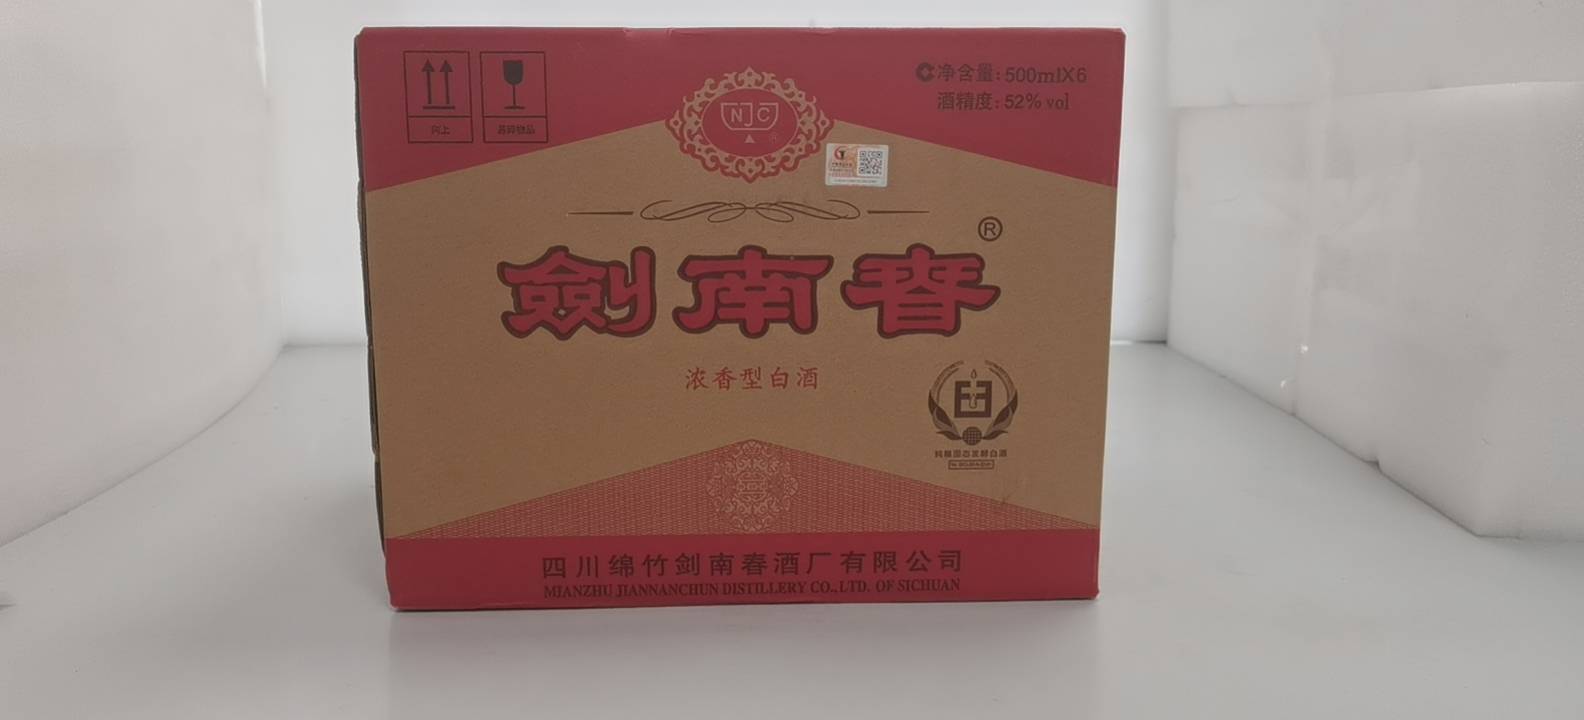 向上
易碎物品
NJC
®
净含量:500mlX6
酒精度:52%vol
®
劍南春
浓香型白酒
纯粮固态发酵白酒
四川绵竹剑南春酒厂有限公司
MIANZHU JIANNANCHUN DISTILLERY CO.,LTD. OF SICHUAN